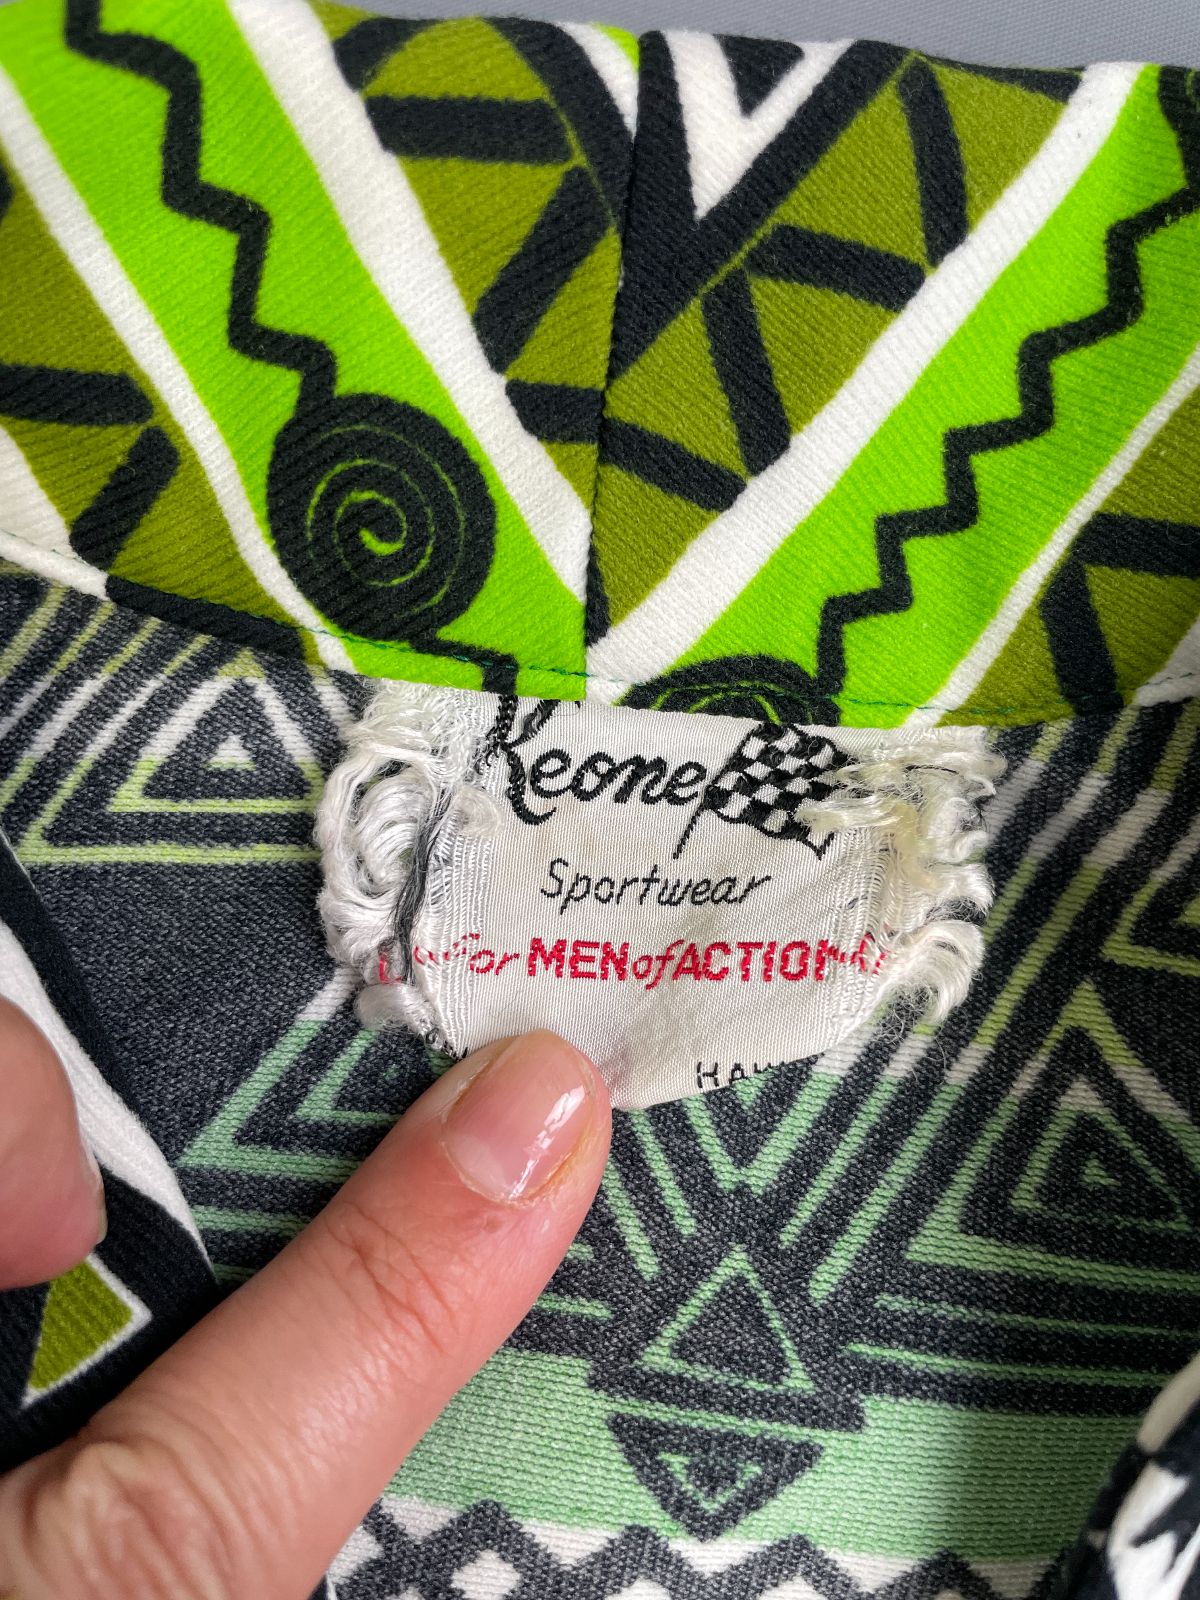 Keone
Sportwear
for MEN of ACTION